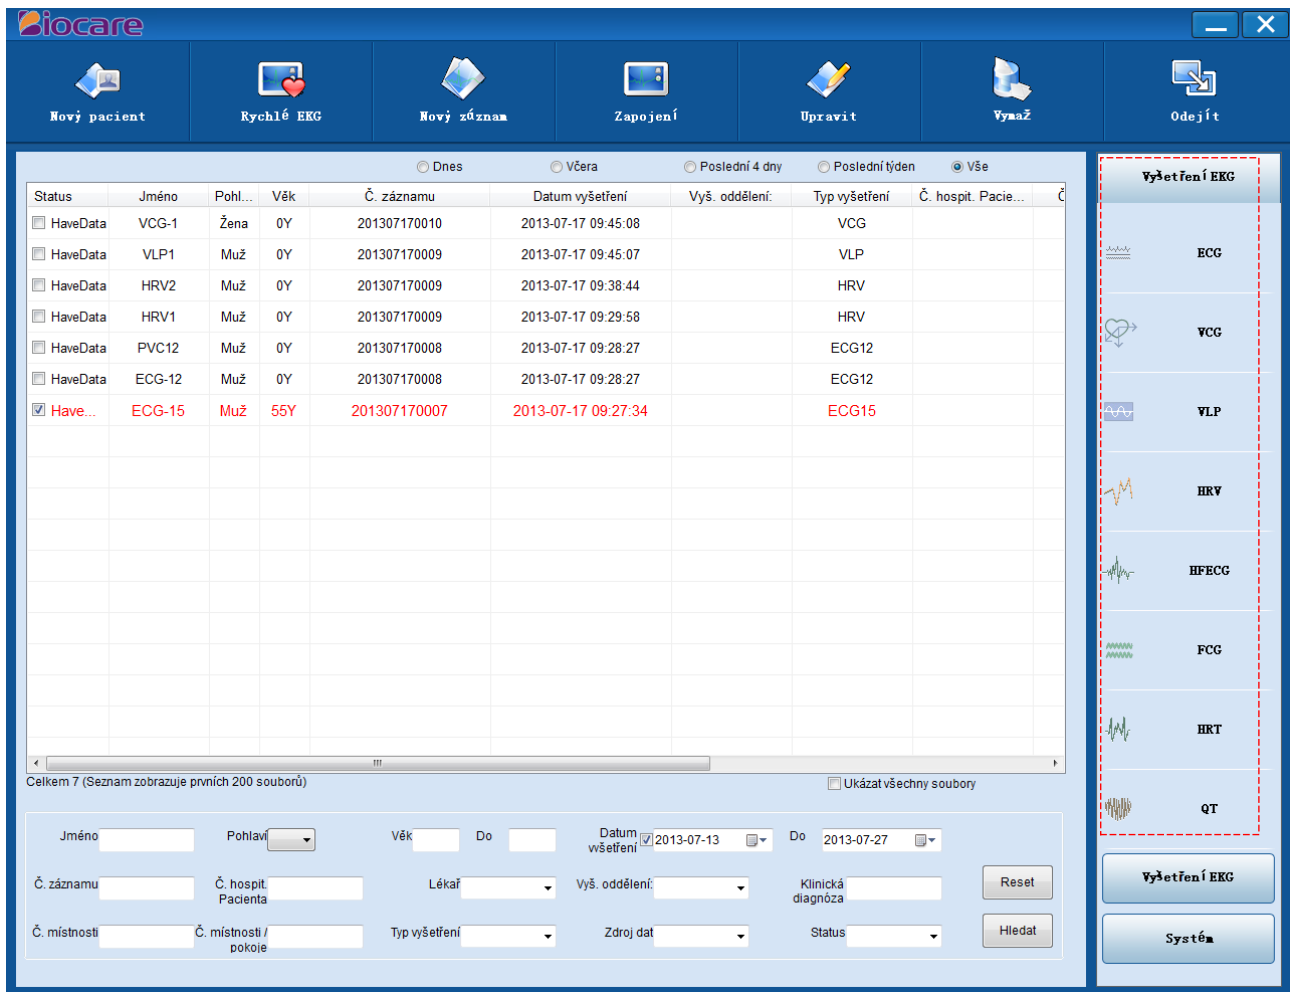 Biocare
Nový pacient
Rychlé EKG
Nový záznam
Zapojení
Upravit
Vymaž
Odejít
Dnes
Včera
Poslední 4 dny
Poslední týden
Vše
Status Jméno Pohl... Věk Č. záznamu Datum vyšetření Vyš. oddělení: Typ vyšetření Č. hospit. Pacie... Č
HaveData VCG-1 Žena 0Y 201307170010 2013-07-17 09:45:08 VCG
HaveData VLP1 Muž 0Y 201307170009 2013-07-17 09:45:07 VLP
HaveData HRV2 Muž 0Y 201307170009 2013-07-17 09:38:44 HRV
HaveData HRV1 Muž 0Y 201307170009 2013-07-17 09:29:58 HRV
HaveData PVC12 Muž 0Y 201307170008 2013-07-17 09:28:27 ECG12
HaveData ECG-12 Muž 0Y 201307170008 2013-07-17 09:28:27 ECG12
Have... ECG-15 Muž 55Y 201307170007 2013-07-17 09:27:34 ECG15
Celkem 7 (Seznam zobrazuje prvních 200 souborů)
Ukázat všechny soubory
Jméno
Pohlaví
Věk
Do
Datum
vyšetření
2013-07-13
Do
2013-07-27
Č. záznamu
Č. hospit.
Pacienta
Lékař
Vyš. oddělení:
Klinická
diagnóza
Reset
Č. místnosti
Č. místnosti /
pokoje
Typ vyšetření
Zdroj dat
Status
Hledat
Vyšetření EKG
ECG
VCG
VLP
HRV
HFECG
FCG
HRT
QT
Vyšetření EKG
Systém